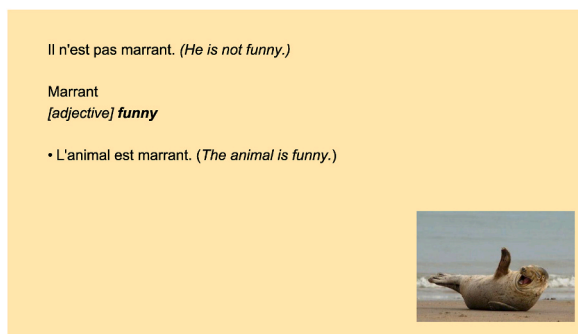 Il n'est pas marrant. (He is not funny.)
Marrant
[adjective] funny
• L'animal est marrant. (The animal is funny.)